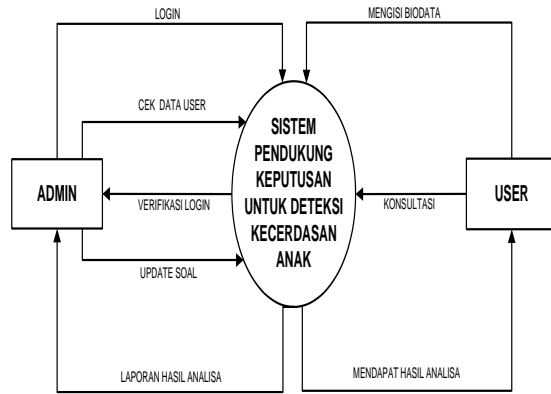 LOGIN
MENGISI BIODATA
CEK DATA USER
SISTEM
PENDUKUNG
KEPUTUSAN
UNTUK DETEKSI
KECERDASAN
ANAK
ADMIN
VERIFIKASI LOGIN
KONSULTASI
USER
UPDATE SOAL
LAPORAN HASIL ANALISA
MENDAPAT HASIL ANALISA